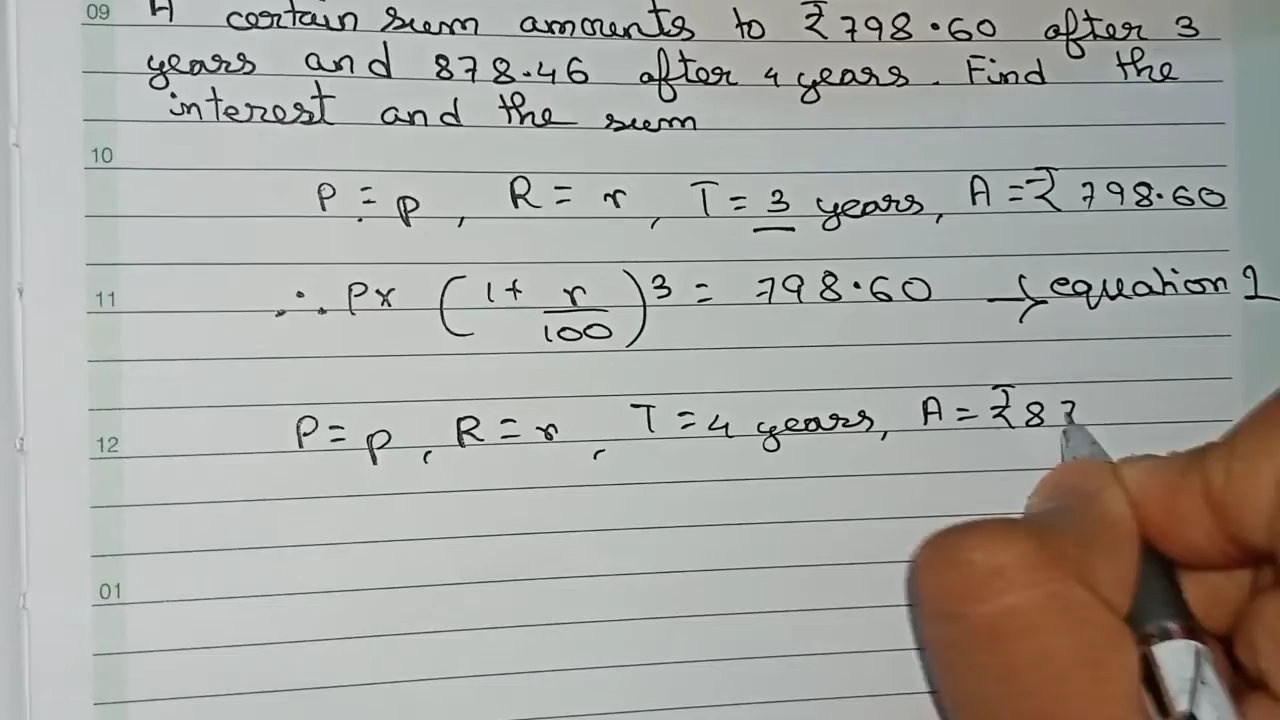 09 A certain sum amounts to ₹798.60 after 3
years and 878.46 after 4 years. Find the
interest and the sum
10
P = p, R = r, T = 3 years, A = ₹798.60
11 ∴ P× (1+ r/100)3 = 798.60 → equation 1
12 P = p, R = r, T = 4 years, A = ₹87
01